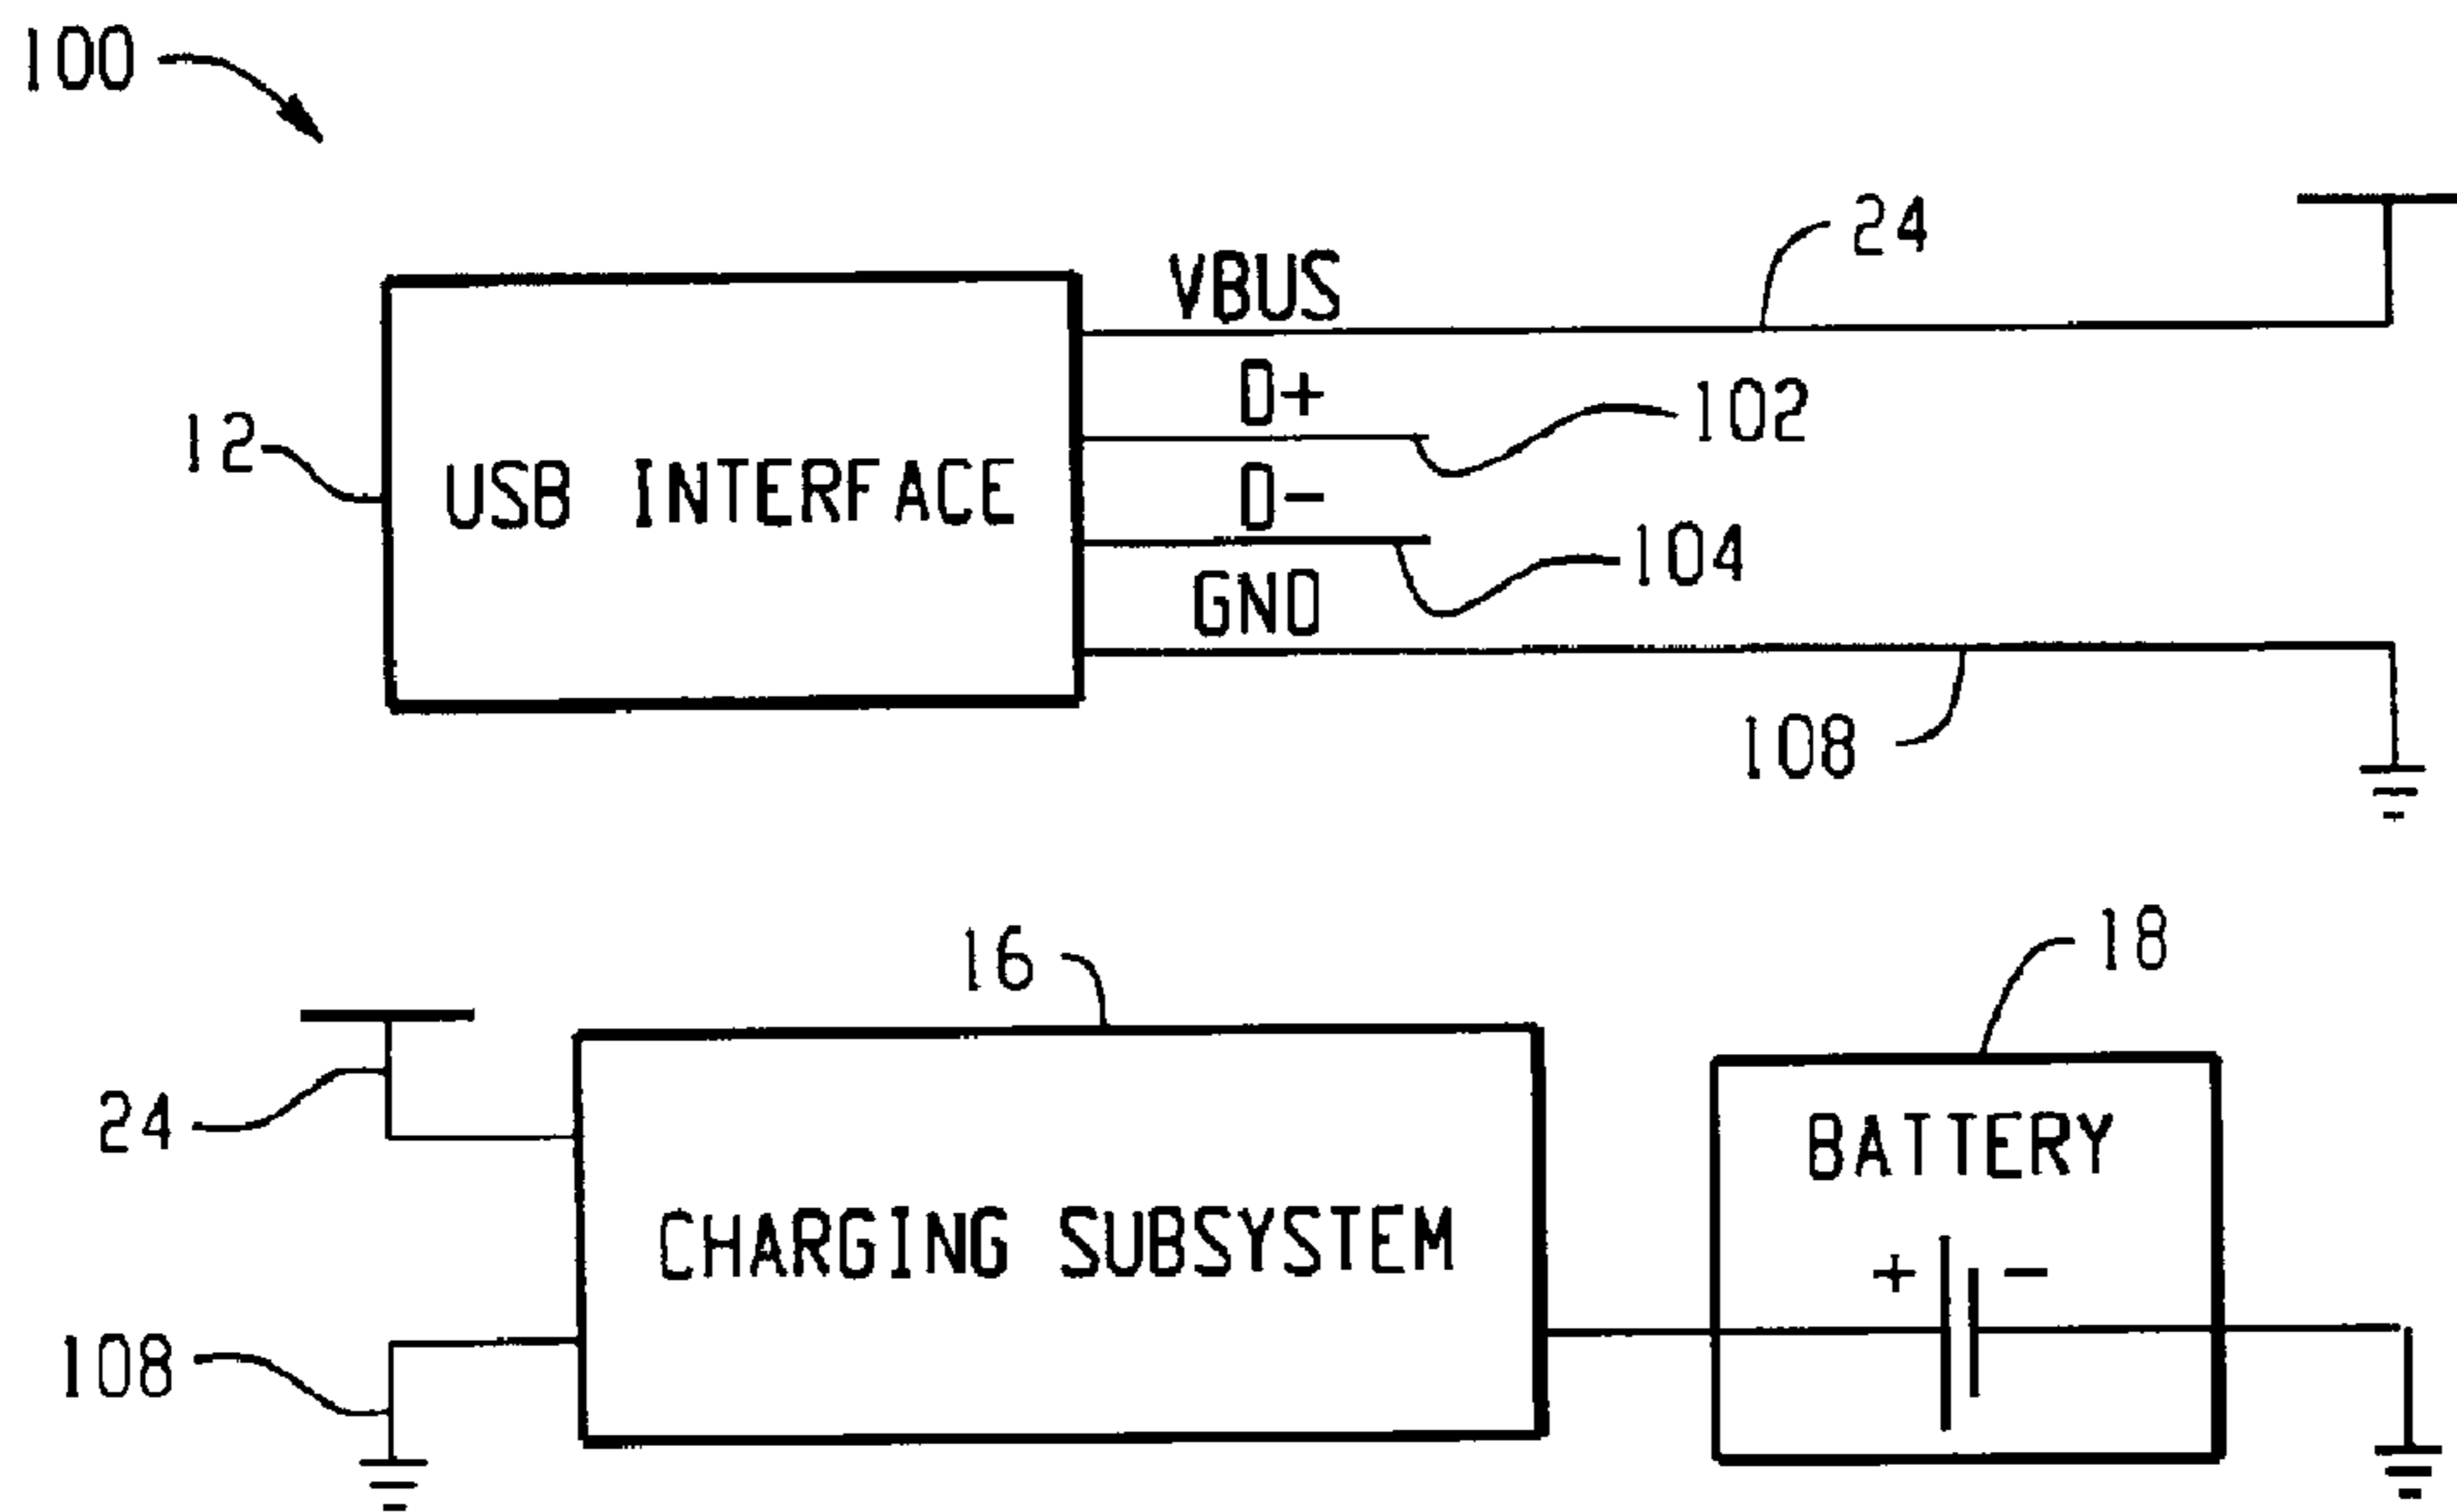 100
VBUS
24
D+
102
12
USB INTERFACE
D-
104
GND
108
16
18
24
BATTERY
CHARGING SUBSYSTEM
+ -
108